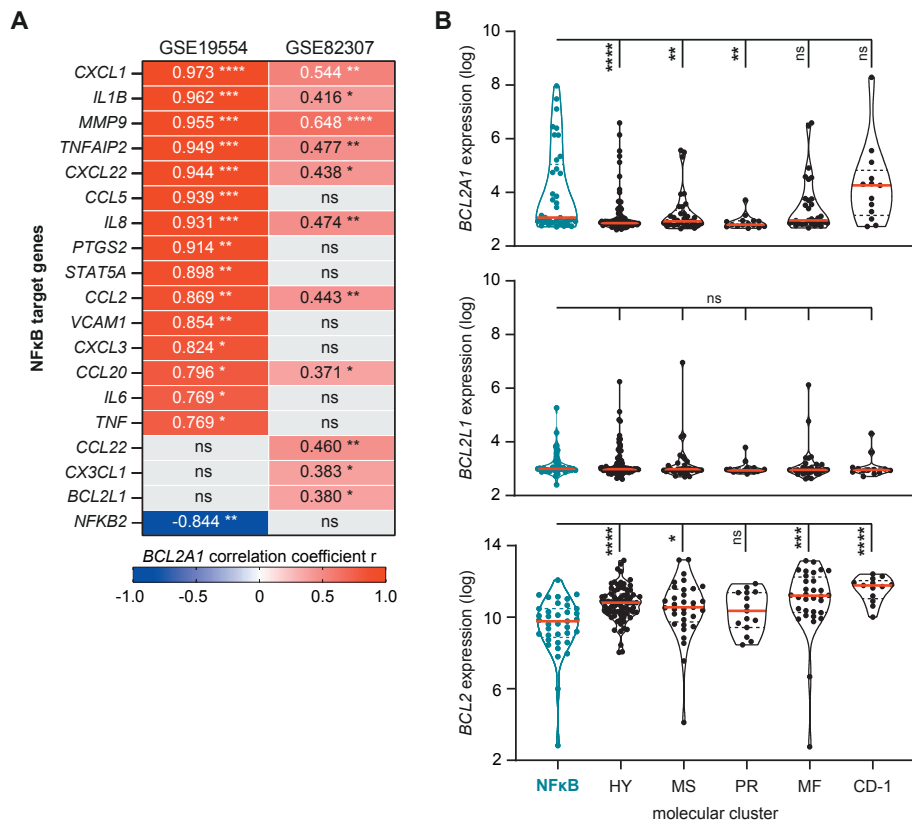 A
GSE19554 GSE82307
NFκB target genes
CXCL1 0.973 **** 0.544 **
IL1B 0.962 *** 0.416 *
MMP9 0.955 *** 0.648 ****
TNFAIP2 0.949 *** 0.477 **
CXCL22 0.944 *** 0.438 *
CCL5 0.939 *** ns
IL8 0.931 *** 0.474 **
PTGS2 0.914 ** ns
STAT5A 0.898 ** ns
CCL2 0.869 ** 0.443 **
VCAM1 0.854 ** ns
CXCL3 0.824 * ns
CCL20 0.796 * 0.371 *
IL6 0.769 * ns
TNF 0.769 * ns
CCL22 ns 0.460 **
CX3CL1 ns 0.383 *
BCL2L1 ns 0.380 *
NFKB2 -0.844 ** ns
BCL2A1 correlation coefficient r
-1.0 -0.5 0 0.5 1.0
B
BCL2A1 expression (log)
10
8
6
4
2
**** ** ** ns ns
BCL2L1 expression (log)
10
8
6
4
2
ns
BCL2 expression (log)
14
10
6
2
**** * ns *** ****
NFκB HY MS PR MF CD-1
molecular cluster